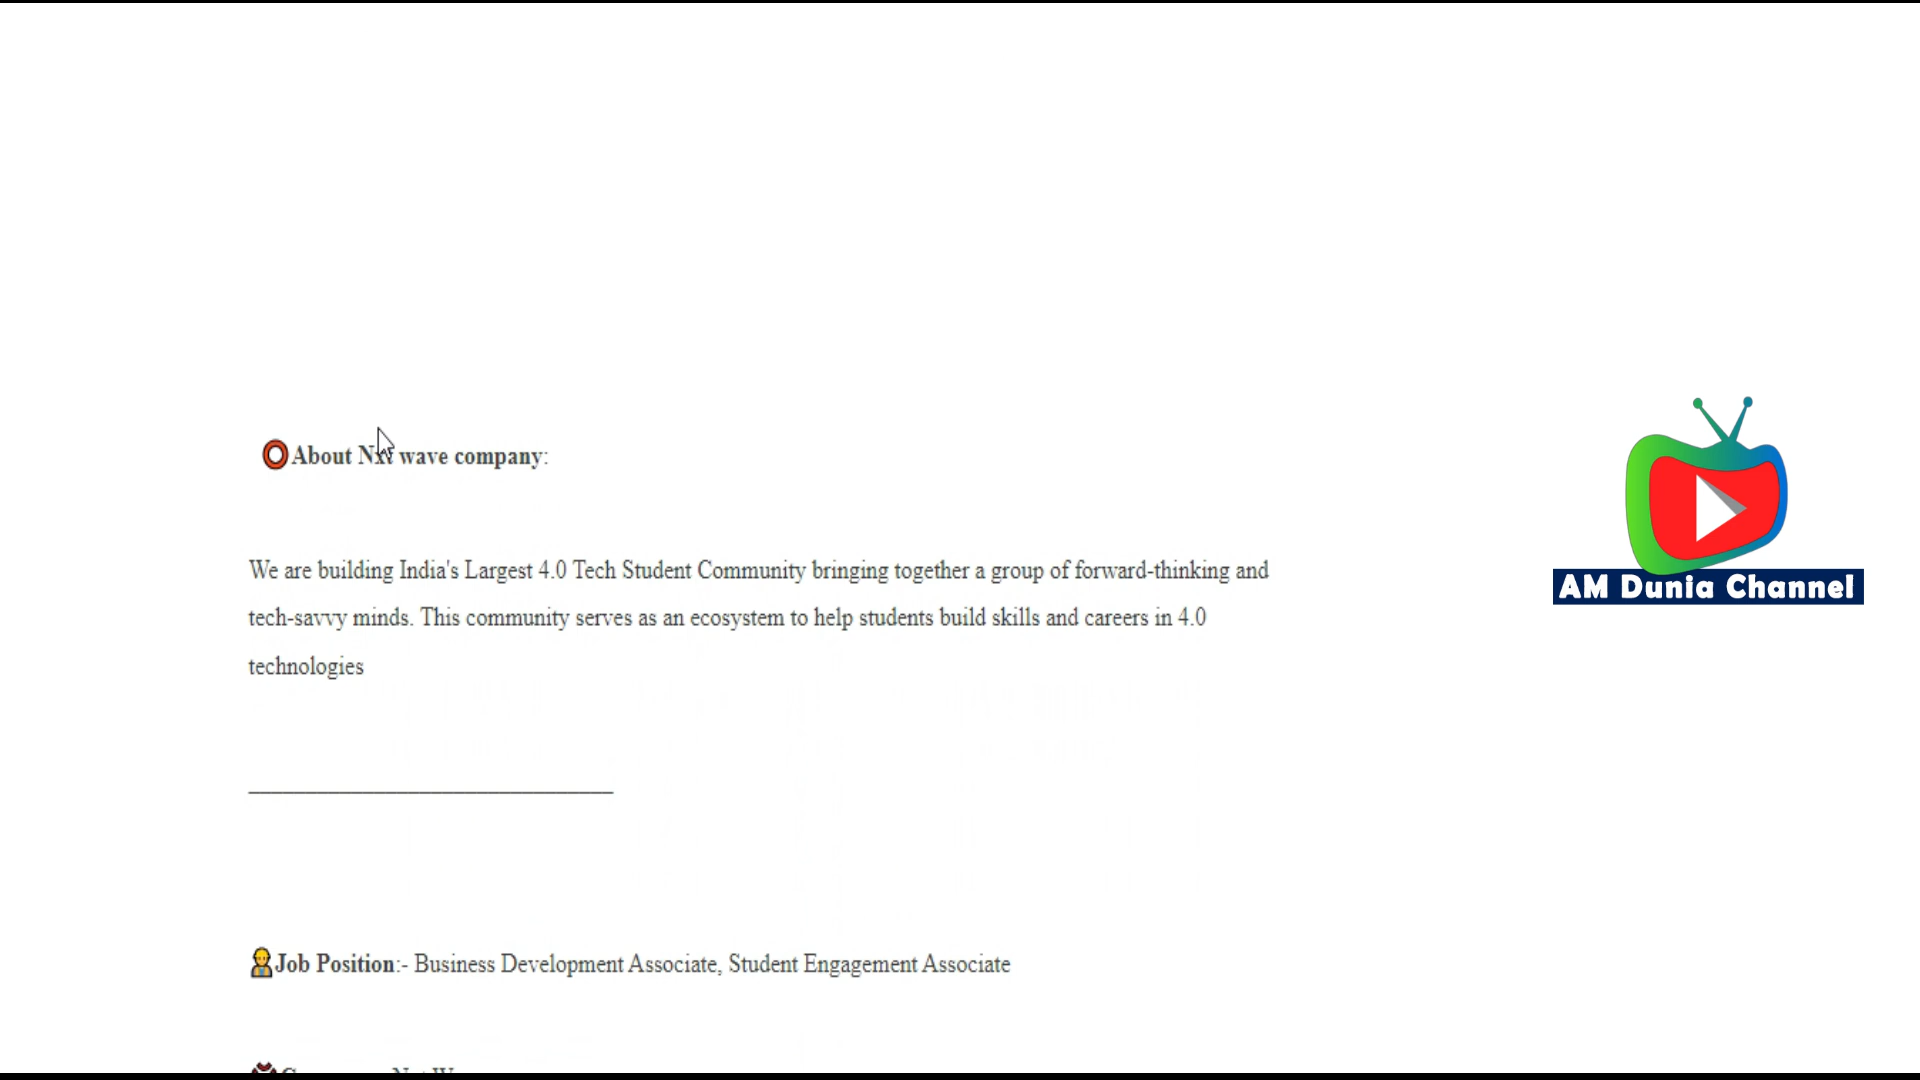 ⭕About Nxt wave company:
We are building India's Largest 4.0 Tech Student Community bringing together a group of forward-thinking and
tech-savvy minds. This community serves as an ecosystem to help students build skills and careers in 4.0
technologies
AM Dunia Channel
👷Job Position:- Business Development Associate, Student Engagement Associate